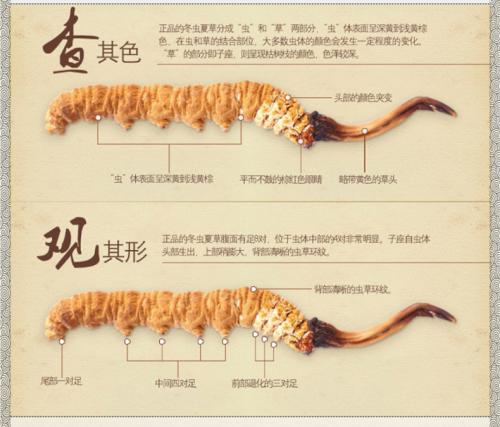 查其色
正品的冬虫夏草分成“虫”和“草”两部分，“虫”体表面呈深黄到浅黄棕
色，在虫和草的结合部位，大多数虫体的颜色会发生一定程度的变化。
“草”的部分即子座，则呈现枯树枝的颜色，色泽较深。
头部的颜色突变
“虫”体表面呈深黄到浅黄棕
平而不皱的棕红色眼睛
略带黄色的草头
观其形
正品的冬虫夏草腹面有足8对，位于虫体中部的4对非常明显。子座自虫体
头部生出，上部稍膨大，背部清晰的虫草环纹。
背部清晰的虫草环纹。
尾部一对足
中间四对足
前部退化的三对足